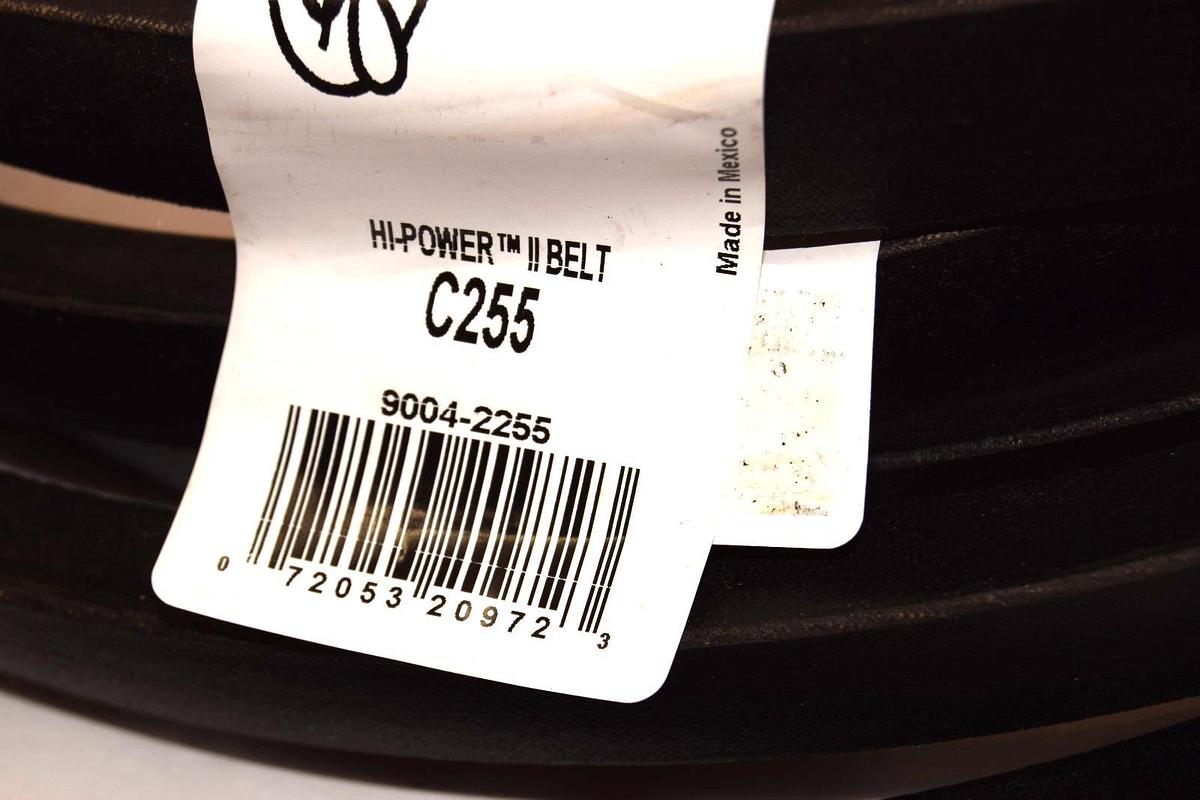 HI-POWER™ II BELT
C255
9004-2255
0 72053 20972 3
Made in Mexico